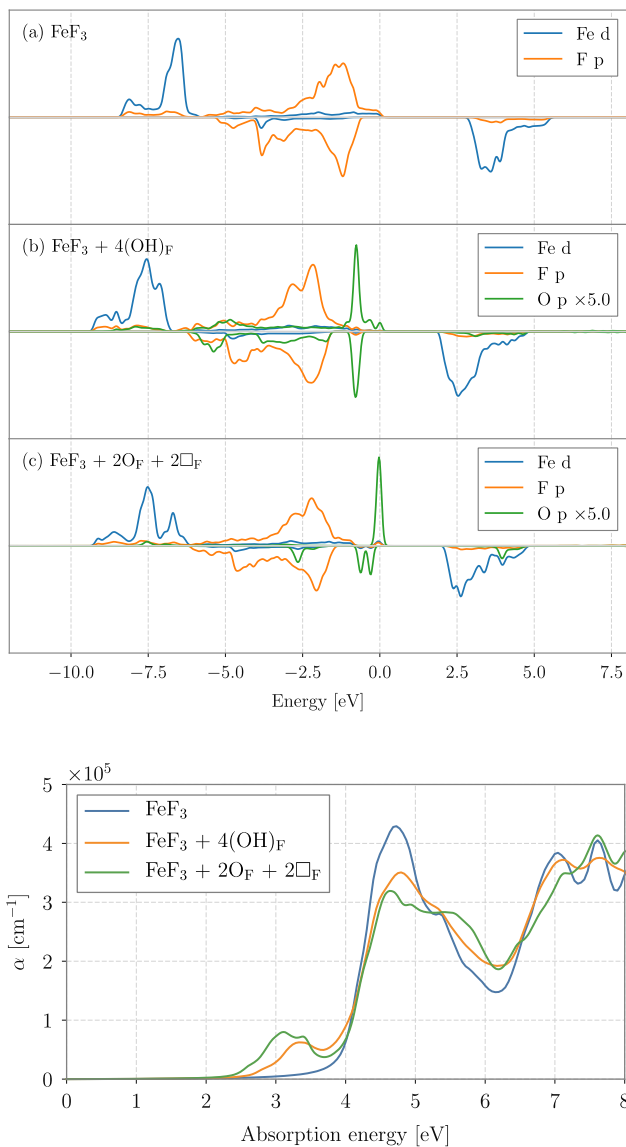 (a) FeF₃
Fe d
F p
(b) FeF₃ + 4(OH)F
Fe d
F p
O p ×5.0
(c) FeF₃ + 2OF + 2□F
Fe d
F p
O p ×5.0
−10.0 −7.5 −5.0 −2.5 0.0 2.5 5.0 7.5
Energy [eV]
×10⁵
5
4
3
2
1
0
α [cm⁻¹]
FeF₃
FeF₃ + 4(OH)F
FeF₃ + 2OF + 2□F
0 1 2 3 4 5 6 7 8
Absorption energy [eV]